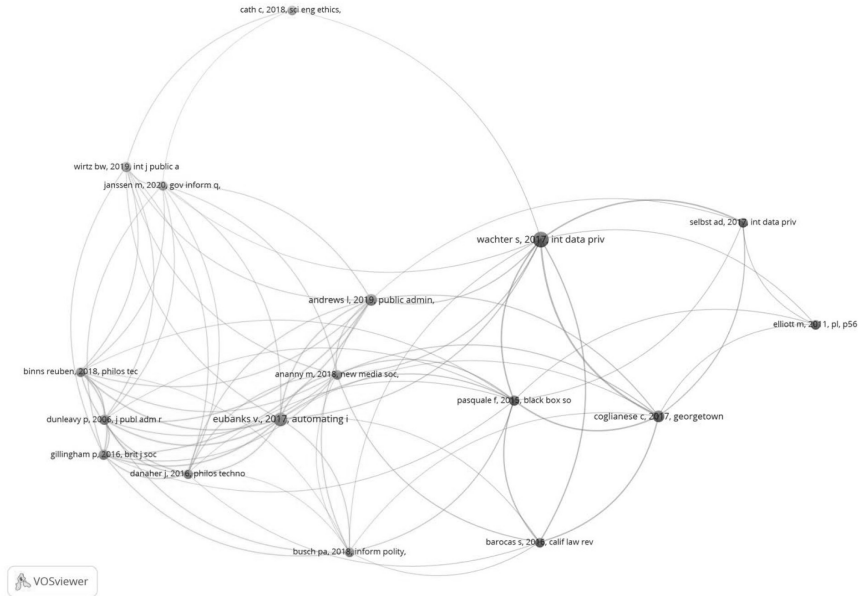 cath c, 2018, sci eng ethics,
wirtz bw, 2019, int j public a
janssen m, 2020, gov inform q,
selbst ad, 2017, int data priv
wachter s, 2017, int data priv
andrews l, 2019, public admin,
elliott m, 2011, pl, p56
binns reuben, 2018, philos tec
ananny m, 2018, new media soc,
pasquale f, 2015, black box so
dunleavy p, 2006, j publ adm r
eubanks v., 2017, automating i
coglianese c, 2017, georgetown
gillingham p, 2016, brit j soc
danaher j, 2016, philos techno
busch pa, 2018, inform polity,
barocas s, 2016, calif law rev
VOSviewer